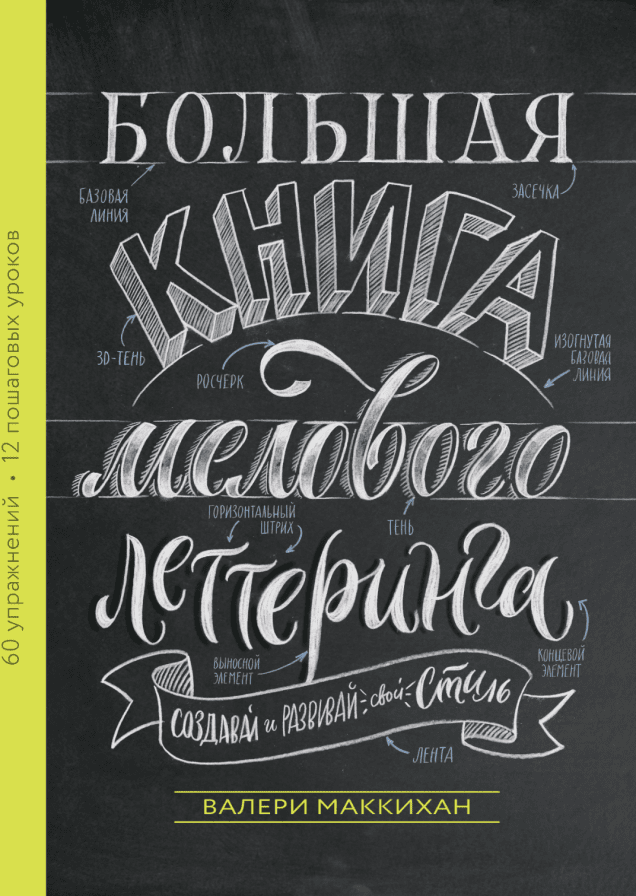 60 упражнений • 12 пошаговых уроков
БОЛЬШАЯ
БАЗОВАЯ
ЛИНИЯ
ЗАСЕЧКА
КНИГА
3D-ТЕНЬ
РОСЧЕРК
ИЗОГНУТАЯ
БАЗОВАЯ
ЛИНИЯ
мелового
ГОРИЗОНТАЛЬНЫЙ
ШТРИХ
ТЕНЬ
леттеринга
ВЫНОСНОЙ
ЭЛЕМЕНТ
КОНЦЕВОЙ
ЭЛЕМЕНТ
СОЗДАВАЙ и РАЗВИВАЙ свой Стиль
ЛЕНТА
ВАЛЕРИ МАККИХАН